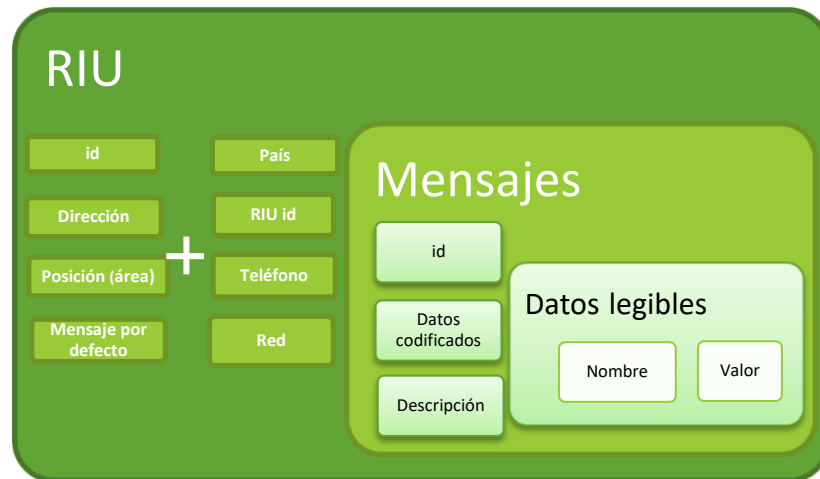 RIU
id
Dirección
Posición (área)
Mensaje por
defecto
+
País
RIU id
Teléfono
Red
Mensajes
id
Datos
codificados
Descripción
Datos legibles
Nombre
Valor